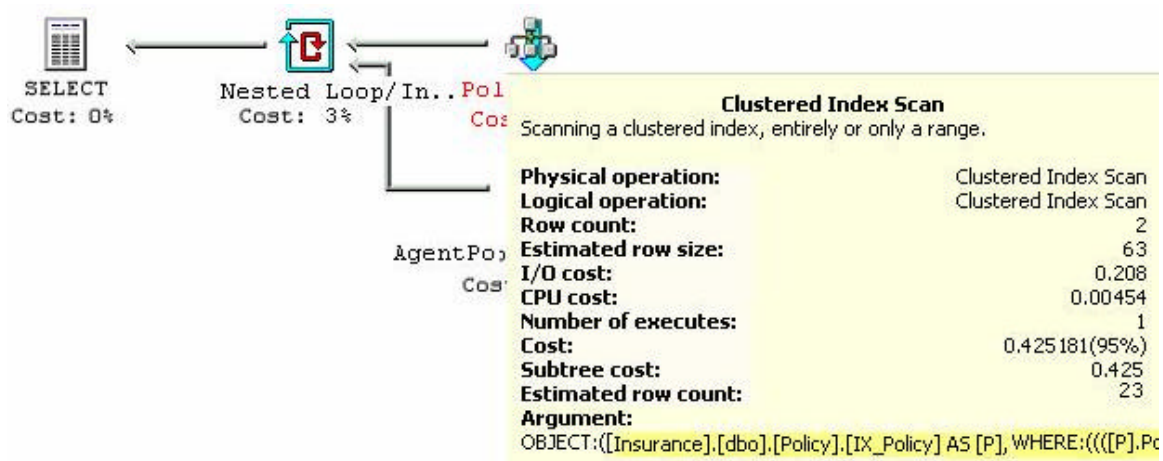 SELECT
Cost: 0%
Nested Loop/In..
Cost: 3%
Pol
Cos
AgentPo
Cos
Clustered Index Scan
Scanning a clustered index, entirely or only a range.
Physical operation: Clustered Index Scan
Logical operation: Clustered Index Scan
Row count: 2
Estimated row size: 63
I/O cost: 0.208
CPU cost: 0.00454
Number of executes: 1
Cost: 0.425181(95%)
Subtree cost: 0.425
Estimated row count: 23
Argument:
OBJECT:([Insurance].[dbo].[Policy].[IX_Policy] AS [P], WHERE:((([P].Po